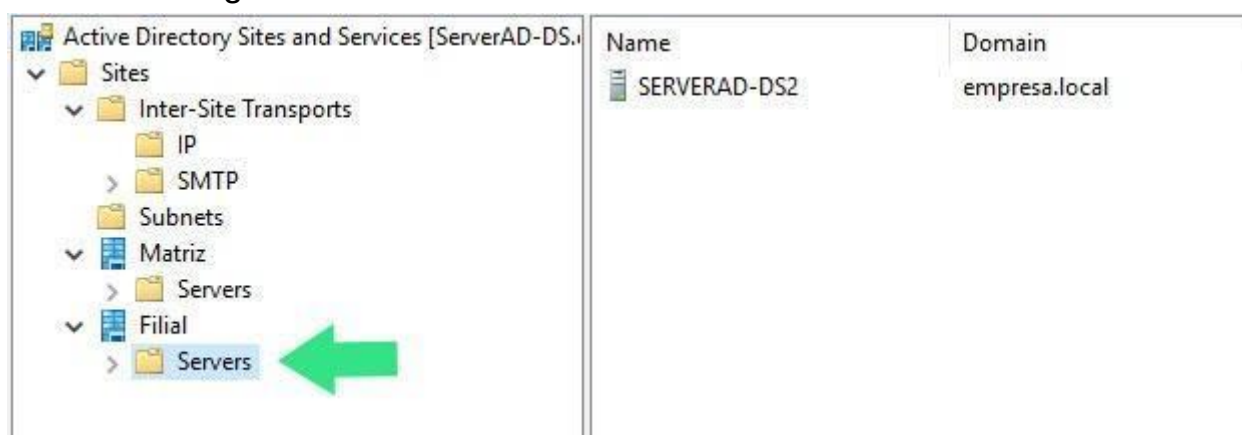 Active Directory Sites and Services [ServerAD-DS.
Name
Domain
Sites
SERVERAD-DS2
empresa.local
Inter-Site Transports
IP
SMTP
Subnets
Matriz
Servers
Filial
Servers